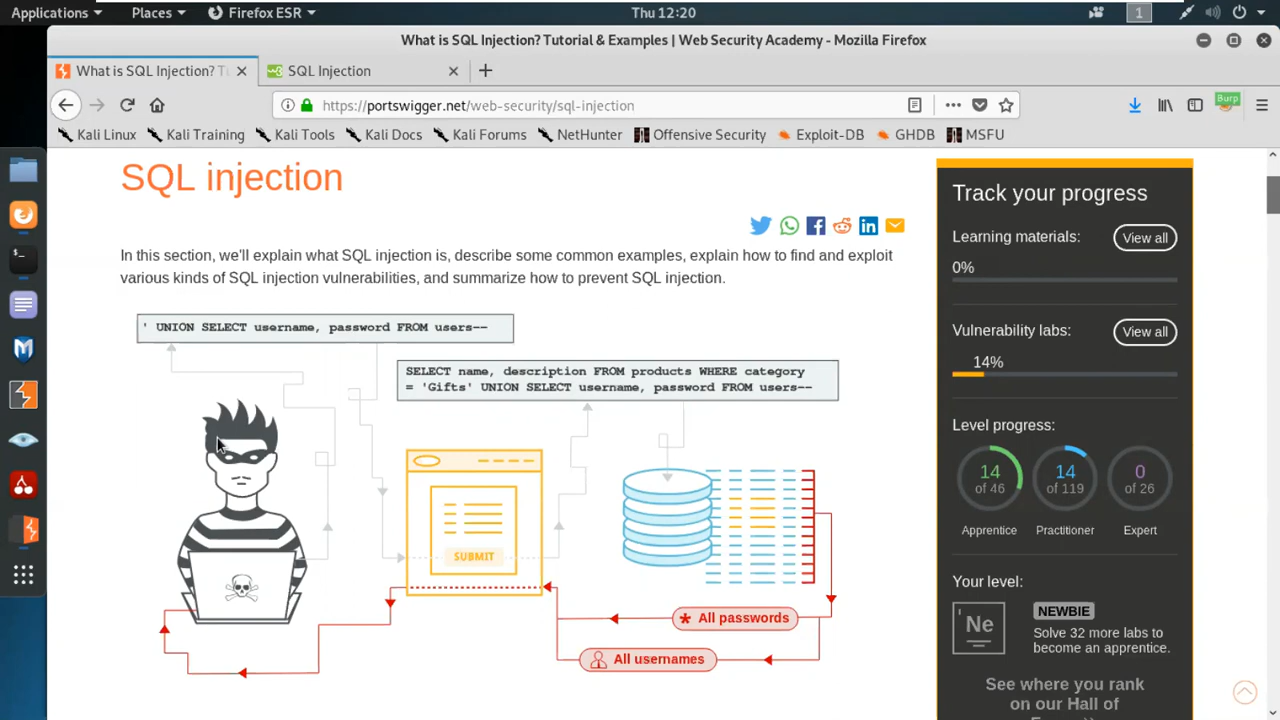 Applications Places Firefox ESR Thu 12:20 1
What is SQL Injection? Tutorial & Examples | Web Security Academy - Mozilla Firefox
What is SQL Injection? Tu SQL Injection
https://portswigger.net/web-security/sql-injection Burp
Kali Linux Kali Training Kali Tools Kali Docs Kali Forums NetHunter Offensive Security Exploit-DB GHDB MSFU
SQL injection
In this section, we'll explain what SQL injection is, describe some common examples, explain how to find and exploit
various kinds of SQL injection vulnerabilities, and summarize how to prevent SQL injection.
' UNION SELECT username, password FROM users--
SELECT name, description FROM products WHERE category
= 'Gifts' UNION SELECT username, password FROM users--
SUBMIT
All passwords
All usernames
Track your progress
Learning materials: View all
0%
Vulnerability labs: View all
14%
Level progress:
14 14 0
of 46 of 119 of 26
Apprentice Practitioner Expert
Your level:
Ne
NEWBIE
Solve 32 more labs to
become an apprentice.
See where you rank
on our Hall of